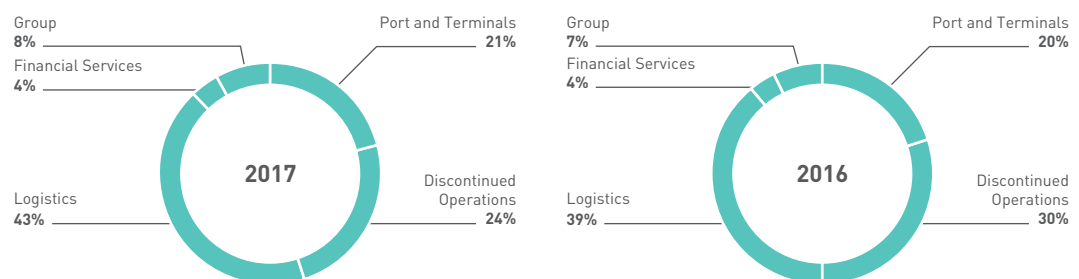 Group
8%
Port and Terminals
21%
Financial Services
4%
2017
Logistics
43%
Discontinued
Operations
24%
Group
7%
Port and Terminals
20%
Financial Services
4%
2016
Logistics
39%
Discontinued
Operations
30%